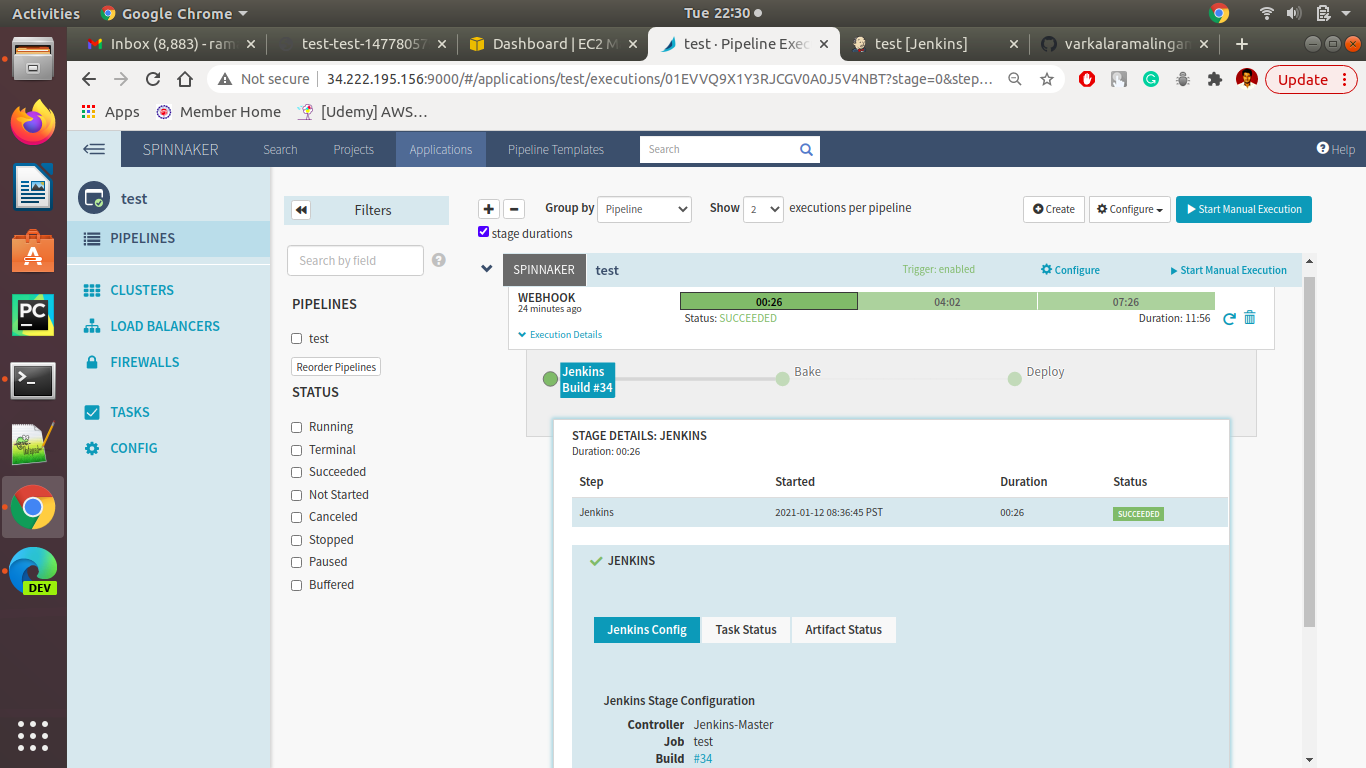 Activities
Google Chrome
Tue 22:30
Inbox (8,883) - ram
test-test-14778057
Dashboard | EC2 M
test · Pipeline Exec
test [Jenkins]
varkalaramalingam
Not secure
34.222.195.156:9000/#/applications/test/executions/01EVVQ9X1Y3RJCGV0A0J5V4NBT?stage=0&step…
Update
Apps
Member Home
[Udemy] AWS…
SPINNAKER
Search
Projects
Applications
Pipeline Templates
Search
Help
test
PIPELINES
CLUSTERS
LOAD BALANCERS
FIREWALLS
TASKS
CONFIG
PC
DEV
Filters
Search by field
PIPELINES
test
Reorder Pipelines
STATUS
Running
Terminal
Succeeded
Not Started
Canceled
Stopped
Paused
Buffered
Group by
Pipeline
Show
2
executions per pipeline
Create
Configure
Start Manual Execution
stage durations
SPINNAKER
test
Trigger: enabled
Configure
Start Manual Execution
WEBHOOK
24 minutes ago
00:26
04:02
07:26
Status: SUCCEEDED
Duration: 11:56
Execution Details
Jenkins
Build #34
Bake
Deploy
STAGE DETAILS: JENKINS
Duration: 00:26
Step Started Duration Status
Jenkins 2021-01-12 08:36:45 PST 00:26 SUCCEEDED
JENKINS
Jenkins Config
Task Status
Artifact Status
Jenkins Stage Configuration
Controller Jenkins-Master
Job test
Build #34